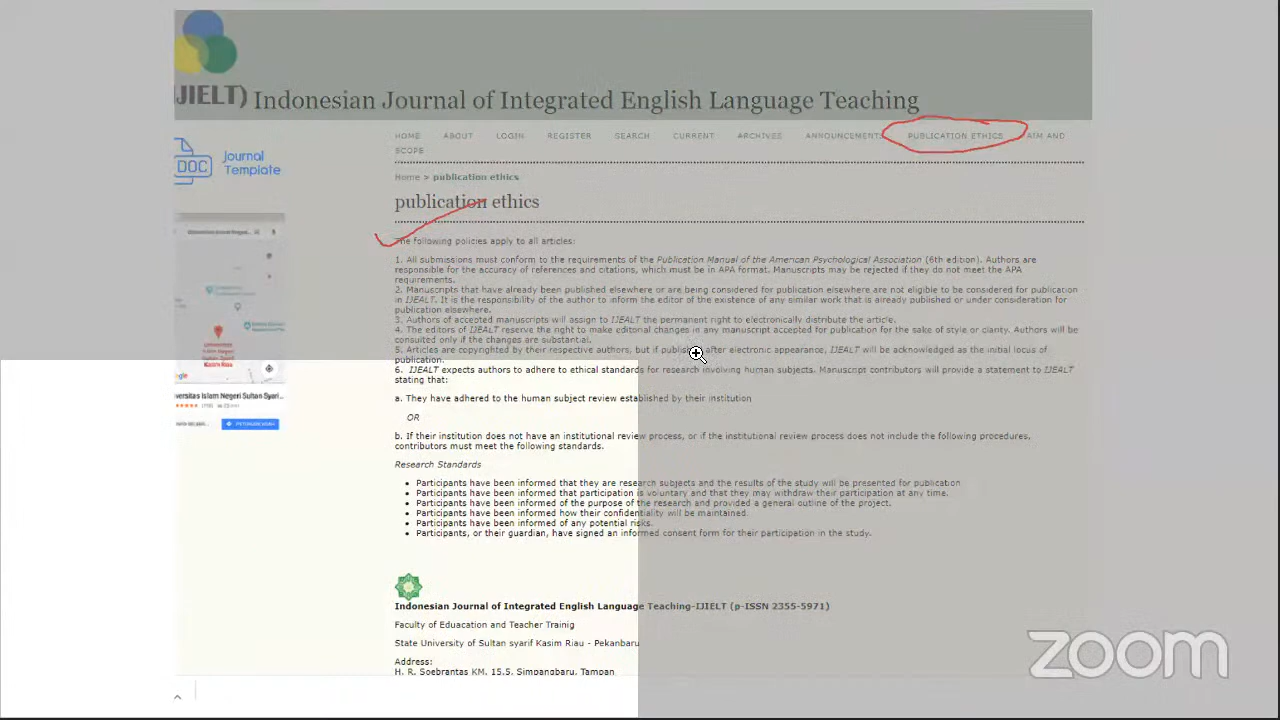 IJIELT) Indonesian Journal of Integrated English Language Teaching
HOME ABOUT LOGIN REGISTER SEARCH CURRENT ARCHIVES ANNOUNCEMENTS PUBLICATION ETHICS AIM AND
SCOPE
DOC
Journal
Template
Home > publication ethics
publication ethics
The following policies apply to all articles:
1. All submissions must conform to the requirements of the Publication Manual of the American Psychological Association (6th edition). Authors are
responsible for the accuracy of references and citations, which must be in APA format. Manuscripts may be rejected if they do not meet the APA
requirements.
2. Manuscripts that have already been published elsewhere or are being considered for publication elsewhere are not eligible to be considered for publication
in IJEALT. It is the responsibility of the author to inform the editor of the existence of any similar work that is already published or under consideration for
publication elsewhere.
3. Authors of accepted manuscripts will assign to IJEALT the permanent right to electronically distribute the article.
4. The editors of IJEALT reserve the right to make editorial changes in any manuscript accepted for publication for the sake of style or clarity. Authors will be
consulted only if the changes are substantial.
5. Articles are copyrighted by their respective authors, but if published after electronic appearance, IJEALT will be acknowledged as the initial locus of
publication.
6. IJEALT expects authors to adhere to ethical standards for research involving human subjects. Manuscript contributors will provide a statement to IJEALT
stating that:
a. They have adhered to the human subject review established by their institution
OR
b. If their institution does not have an institutional review process, or if the institutional review process does not include the following procedures,
contributors must meet the following standards.
Research Standards
Participants have been informed that they are research subjects and the results of the study will be presented for publication
Participants have been informed that participation is voluntary and that they may withdraw their participation at any time.
Participants have been informed of the purpose of the research and provided a general outline of the project.
Participants have been informed how their confidentiality will be maintained.
Participants have been informed of any potential risks.
Participants, or their guardian, have signed an informed consent form for their participation in the study.
versitas Islam Negeri Sultan Syari...
Indonesian Journal of Integrated English Language Teaching-IJIELT (p-ISSN 2355-5971)
Faculty of Eduacation and Teacher Trainig
State University of Sultan syarif Kasim Riau - Pekanbaru
Address:
H. R. Soebrantas KM. 15.5, Simpangbaru, Tampan
zoom